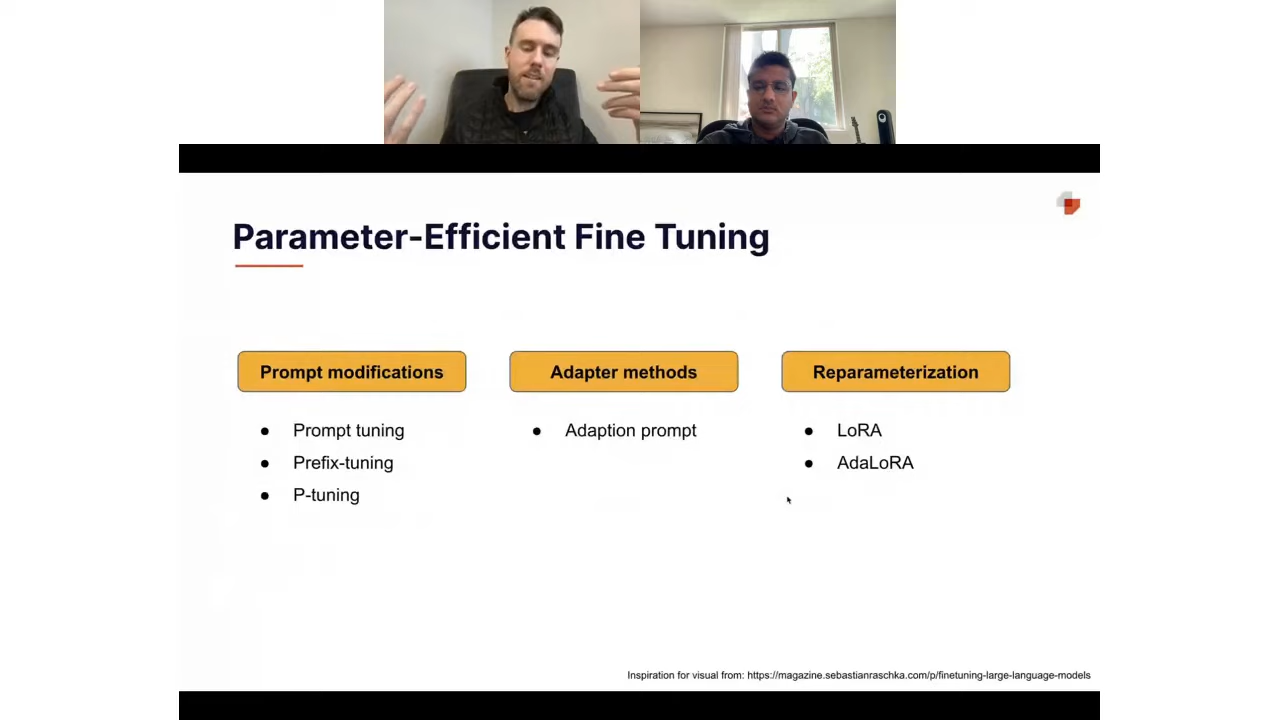 Parameter-Efficient Fine Tuning
Prompt modifications
● Prompt tuning
● Prefix-tuning
● P-tuning
Adapter methods
● Adaption prompt
Reparameterization
● LoRA
● AdaLoRA
Inspiration for visual from: https://magazine.sebastianraschka.com/p/finetuning-large-language-models